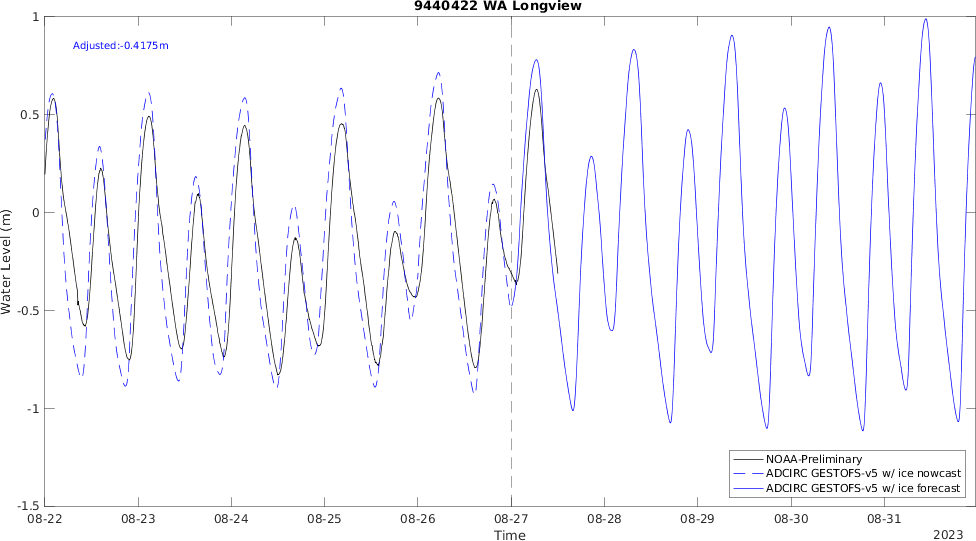 9440422 WA Longview
Adjusted:-0.4175m
Water Level (m)
1
0.5
0
-0.5
-1
-1.5
NOAA-Preliminary
ADCIRC GESTOFS-v5 w/ ice nowcast
ADCIRC GESTOFS-v5 w/ ice forecast
08-22 08-23 08-24 08-25 08-26 08-27 08-28 08-29 08-30 08-31
Time
2023